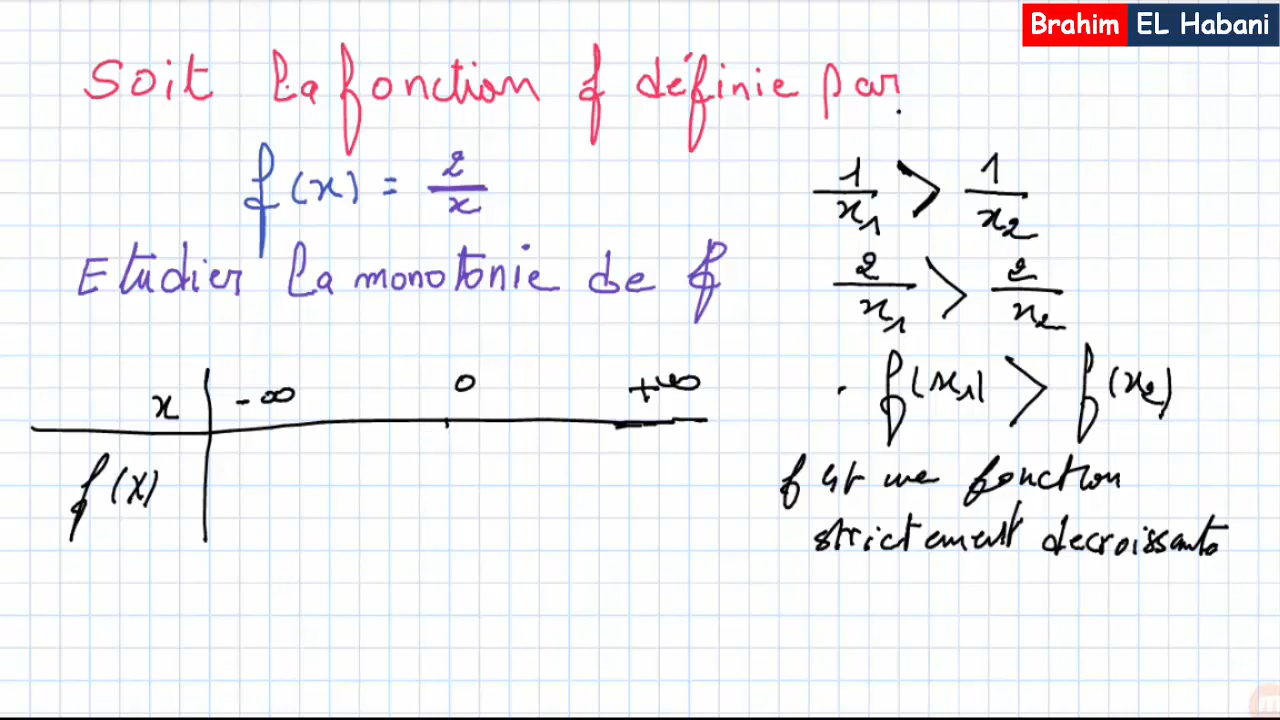 Brahim EL Habani
Soit la fonction f définie par
f(x) = 2/x
Etudier la monotonie de f
1/x₁ > 1/x₂
2/x₁ > 2/x₂
f(x₁) > f(x₂)
f est une fonction
strictement decroissante
x -∞ 0 +∞
f(x)